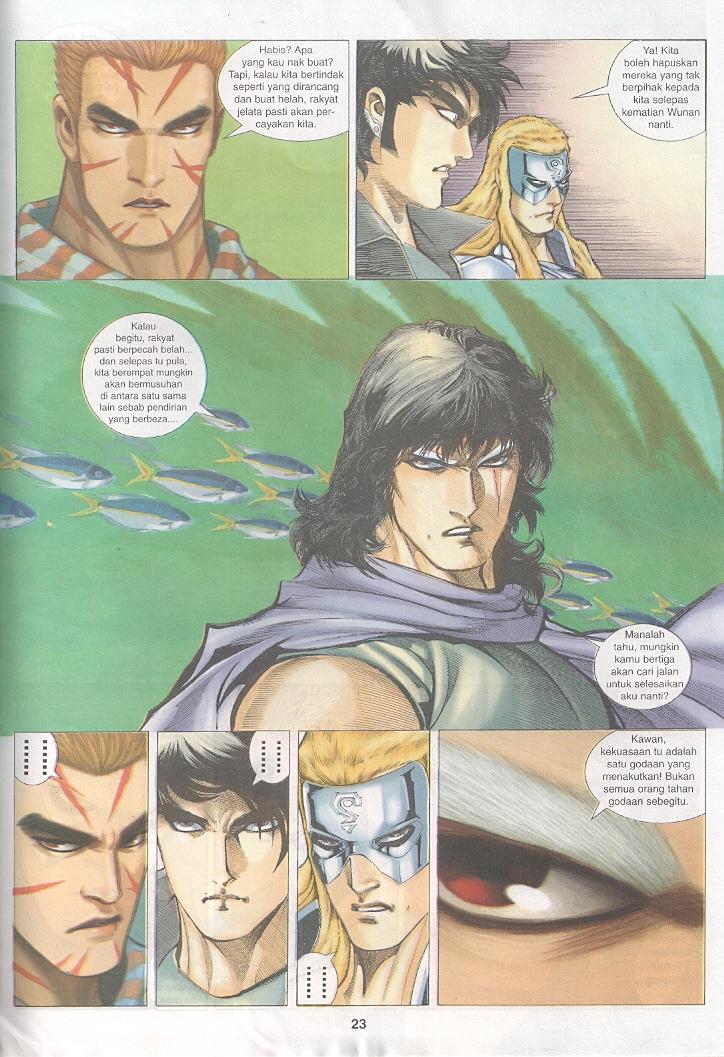 Habis? Apa
yang kau nak buat?
Tapi, kalau kita bertindak
seperti yang dirancang
dan buat helah, rakyat
jelata pasti akan per-
cayakan kita.
Ya! Kita
boleh hapuskan
mereka yang tak
berpihak kepada
kita selepas
kematian Wunan
nanti.
Kalau
begitu, rakyat
pasti berpecah belah...
dan selepas tu pula,
kita berempat mungkin
akan bermusuhan
di antara satu sama
lain sebab pendirian
yang berbeza....
Manalah
tahu, mungkin
kamu bertiga
akan cari jalan
untuk selesaikan
aku nanti?
Kawan,
kekuasaan tu adalah
satu godaan yang
menakutkan! Bukan
semua orang tahan
godaan sebegitu.
23